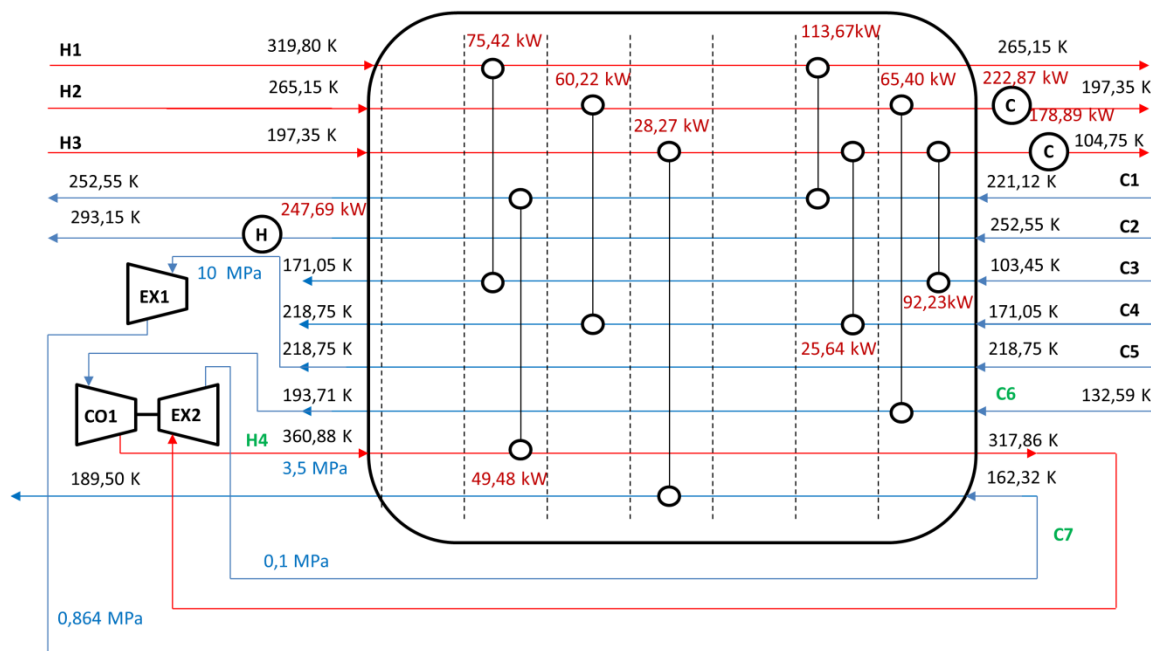 75,42 kW
113,67kW
H1
319,80 K
265,15 K
60,22 kW
65,40 kW
222,87 kW
H2
265,15 K
197,35 K
C
178,89 kW
28,27 kW
H3
197,35 K
104,75 K
C
252,55 K
221,12 K
C1
247,69 kW
293,15 K
252,55 K
C2
H
10 MPa
171,05 K
103,45 K
C3
EX1
92,23kW
218,75 K
171,05 K
C4
25,64 kW
218,75 K
218,75 K
C5
193,71 K
C6
132,59 K
CO1
EX2
H4
360,88 K
317,86 K
3,5 MPa
49,48 kW
189,50 K
162,32 K
C7
0,1 MPa
0,864 MPa